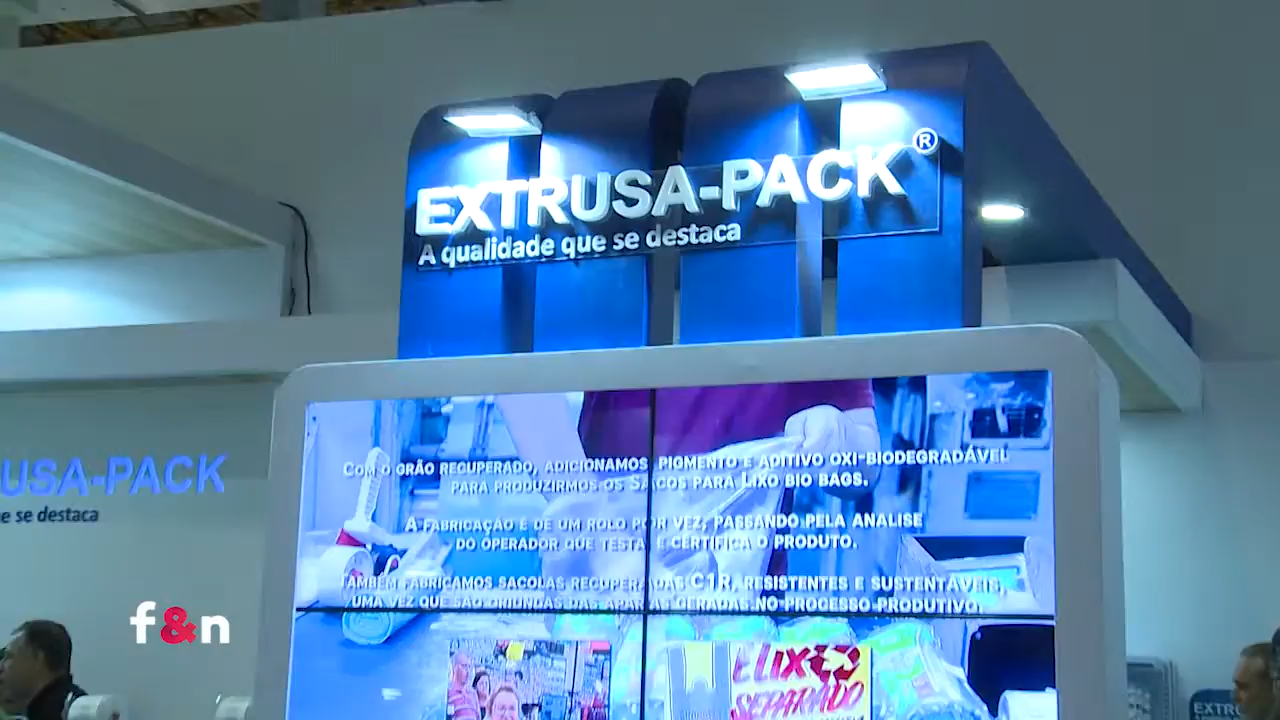 EXTRUSA-PACK®
A qualidade que se destaca
COM O GRÃO RECUPERADO, ADICIONAMOS PIGMENTO E ADITIVO OXI-BIODEGRADÁVEL
PARA PRODUZIRMOS OS SACOS PARA LIXO BIO BAGS.
A FABRICAÇÃO É DE UM ROLO POR VEZ, PASSANDO PELA ANALISE
DO OPERADOR QUE TESTA E CERTIFICA O PRODUTO.
TAMBÉM FABRICAMOS SACOLAS RECUPERADAS C1R, RESISTENTES E SUSTENTÁVEIS,
UMA VEZ QUE SÃO ORIUNDAS DAS APARAS GERADAS NO PROCESSO PRODUTIVO.
USA-PACK
e se destaca
f&n
LIXO
SEPARADO
EXTRU